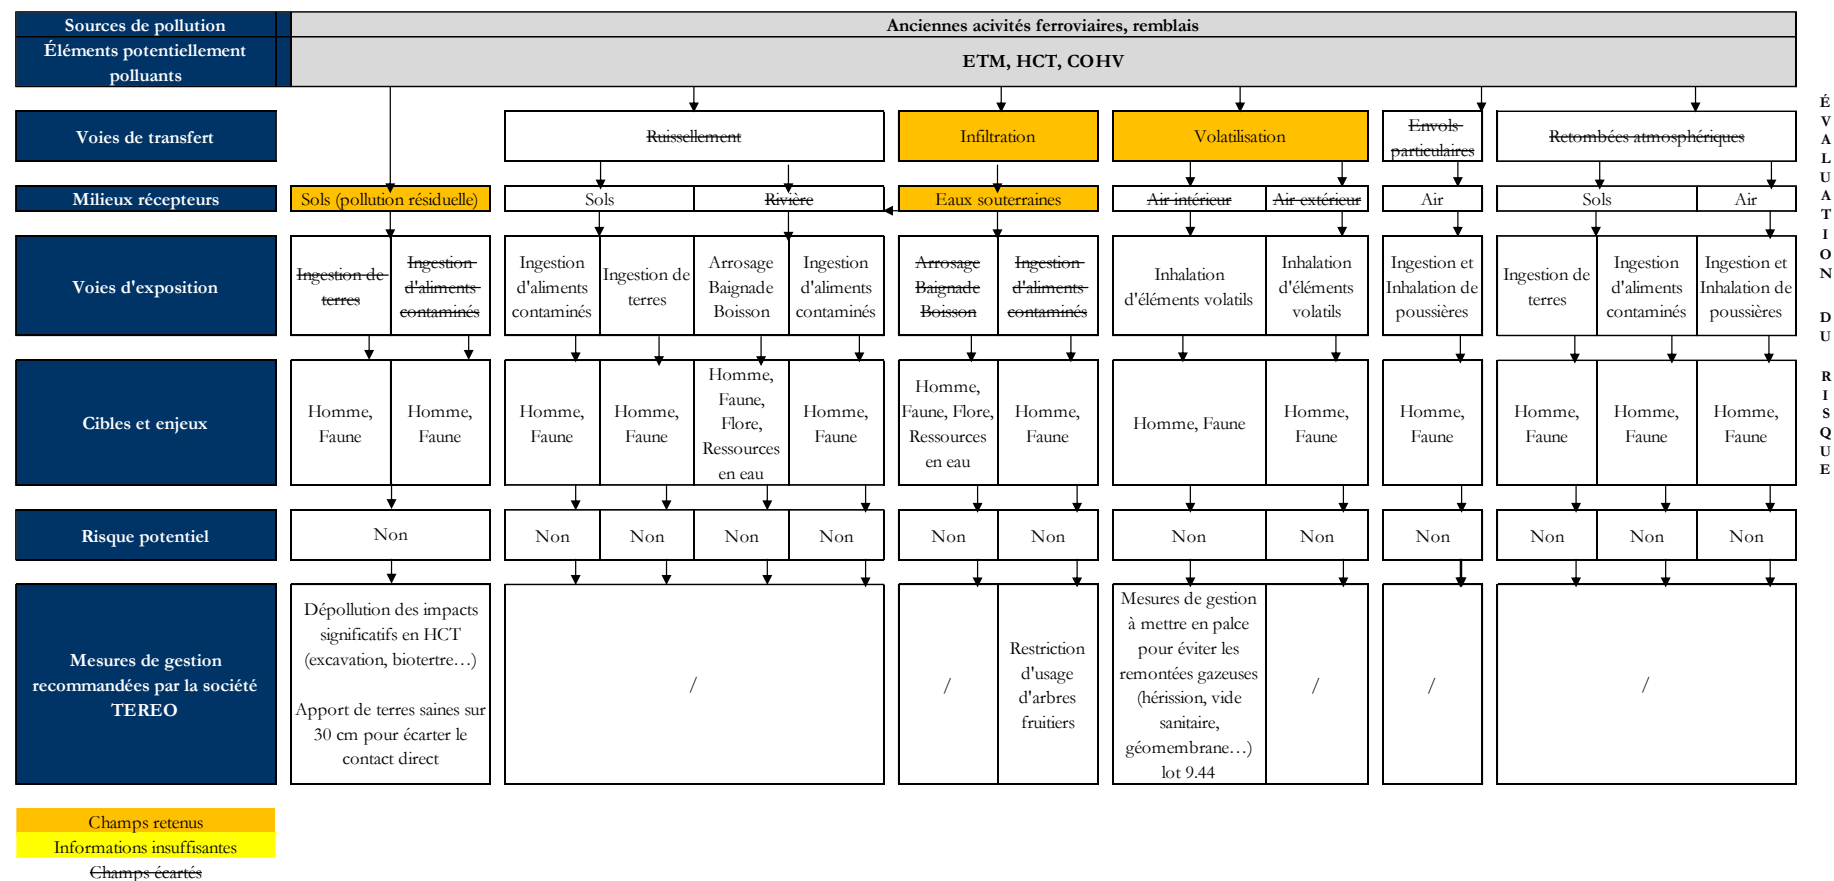 Sources de pollution
Anciennes acivités ferroviaires, remblais
Éléments potentiellement
polluants
ETM, HCT, COHV
Voies de transfert
Ruissellement
Infiltration
Volatilisation
Envols
particulaires
Retombées atmosphériques
Milieux récepteurs
Sols (pollution résiduelle)
Sols
Rivière
Eaux souterraines
Air intérieur
Air extérieur
Air
Sols
Air
Voies d'exposition
Ingestion de
terres
Ingestion
d'aliments
contaminés
Ingestion
d'aliments
contaminés
Ingestion de
terres
Arrosage
Baignade
Boisson
Ingestion
d'aliments
contaminés
Arrosage
Baignade
Boisson
Ingestion
d'aliments
contaminés
Inhalation
d'éléments volatils
Inhalation
d'éléments
volatils
Ingestion et
Inhalation de
poussières
Ingestion de
terres
Ingestion
d'aliments
contaminés
Ingestion et
Inhalation de
poussières
Cibles et enjeux
Homme,
Faune
Homme,
Faune
Homme,
Faune
Homme,
Faune
Homme,
Faune,
Flore,
Ressources
en eau
Homme,
Faune
Homme,
Faune, Flore,
Ressources
en eau
Homme,
Faune
Homme, Faune
Homme,
Faune
Homme,
Faune
Homme,
Faune
Homme,
Faune
Homme,
Faune
Risque potentiel
Non
Non
Non
Non
Non
Non
Non
Non
Non
Non
Non
Non
Non
Mesures de gestion
recommandées par la société
TEREO
Dépollution des impacts
significatifs en HCT
(excavation, biotertre…)
Apport de terres saines sur
30 cm pour écarter le
contact direct
/
/
Restriction
d'usage
d'arbres
fruitiers
Mesures de gestion
à mettre en palce
pour éviter les
remontées gazeuses
(hérission, vide
sanitaire,
géomembrane…)
lot 9.44
/
/
/
ÉVALUATION DU RISQUE
Champs retenus
Informations insuffisantes
Champs écartés